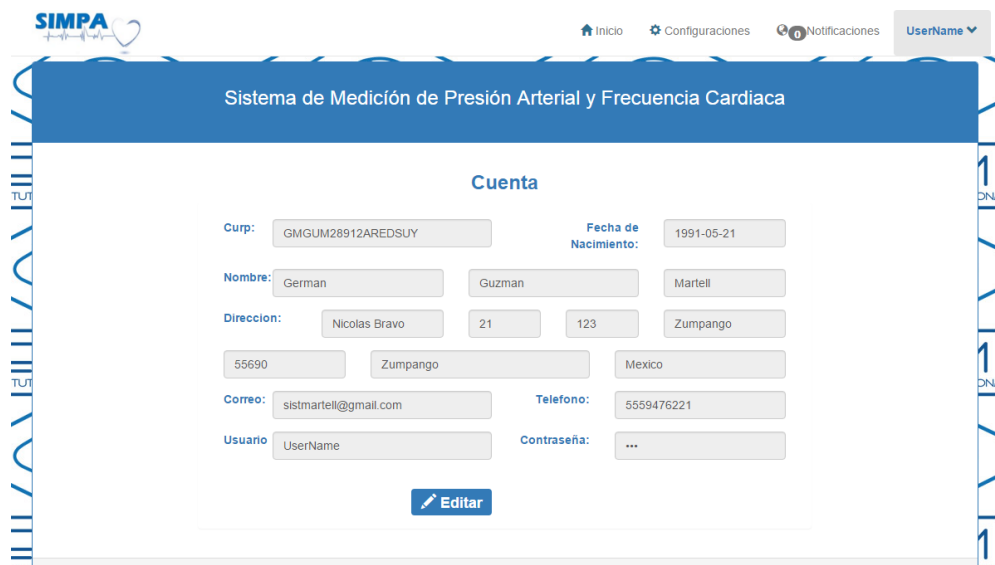 SIMPA
Inicio Configuraciones 0 Notificaciones UserName
Sistema de Medición de Presión Arterial y Frecuencia Cardiaca
Cuenta
Curp: GMGUM28912AREDSUY Fecha de
Nacimiento: 1991-05-21
Nombre: German Guzman Martell
Direccion: Nicolas Bravo 21 123 Zumpango
55690 Zumpango Mexico
Correo: sistmartell@gmail.com Telefono: 5559476221
Usuario UserName Contraseña: •••
Editar